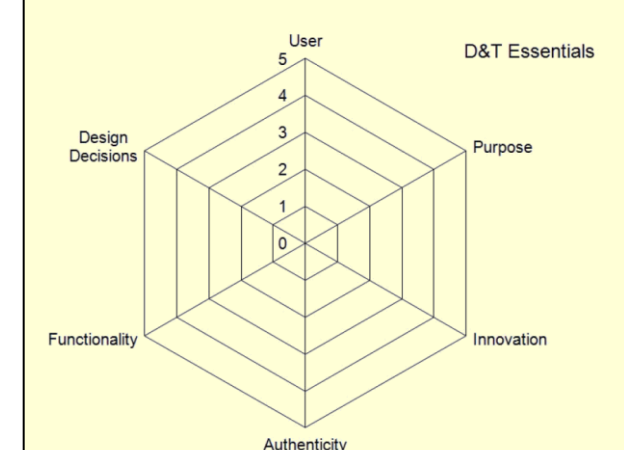 User
D&T Essentials
5
4
3
2
1
0
Design
Decisions
Purpose
Functionality
Innovation
Authenticity